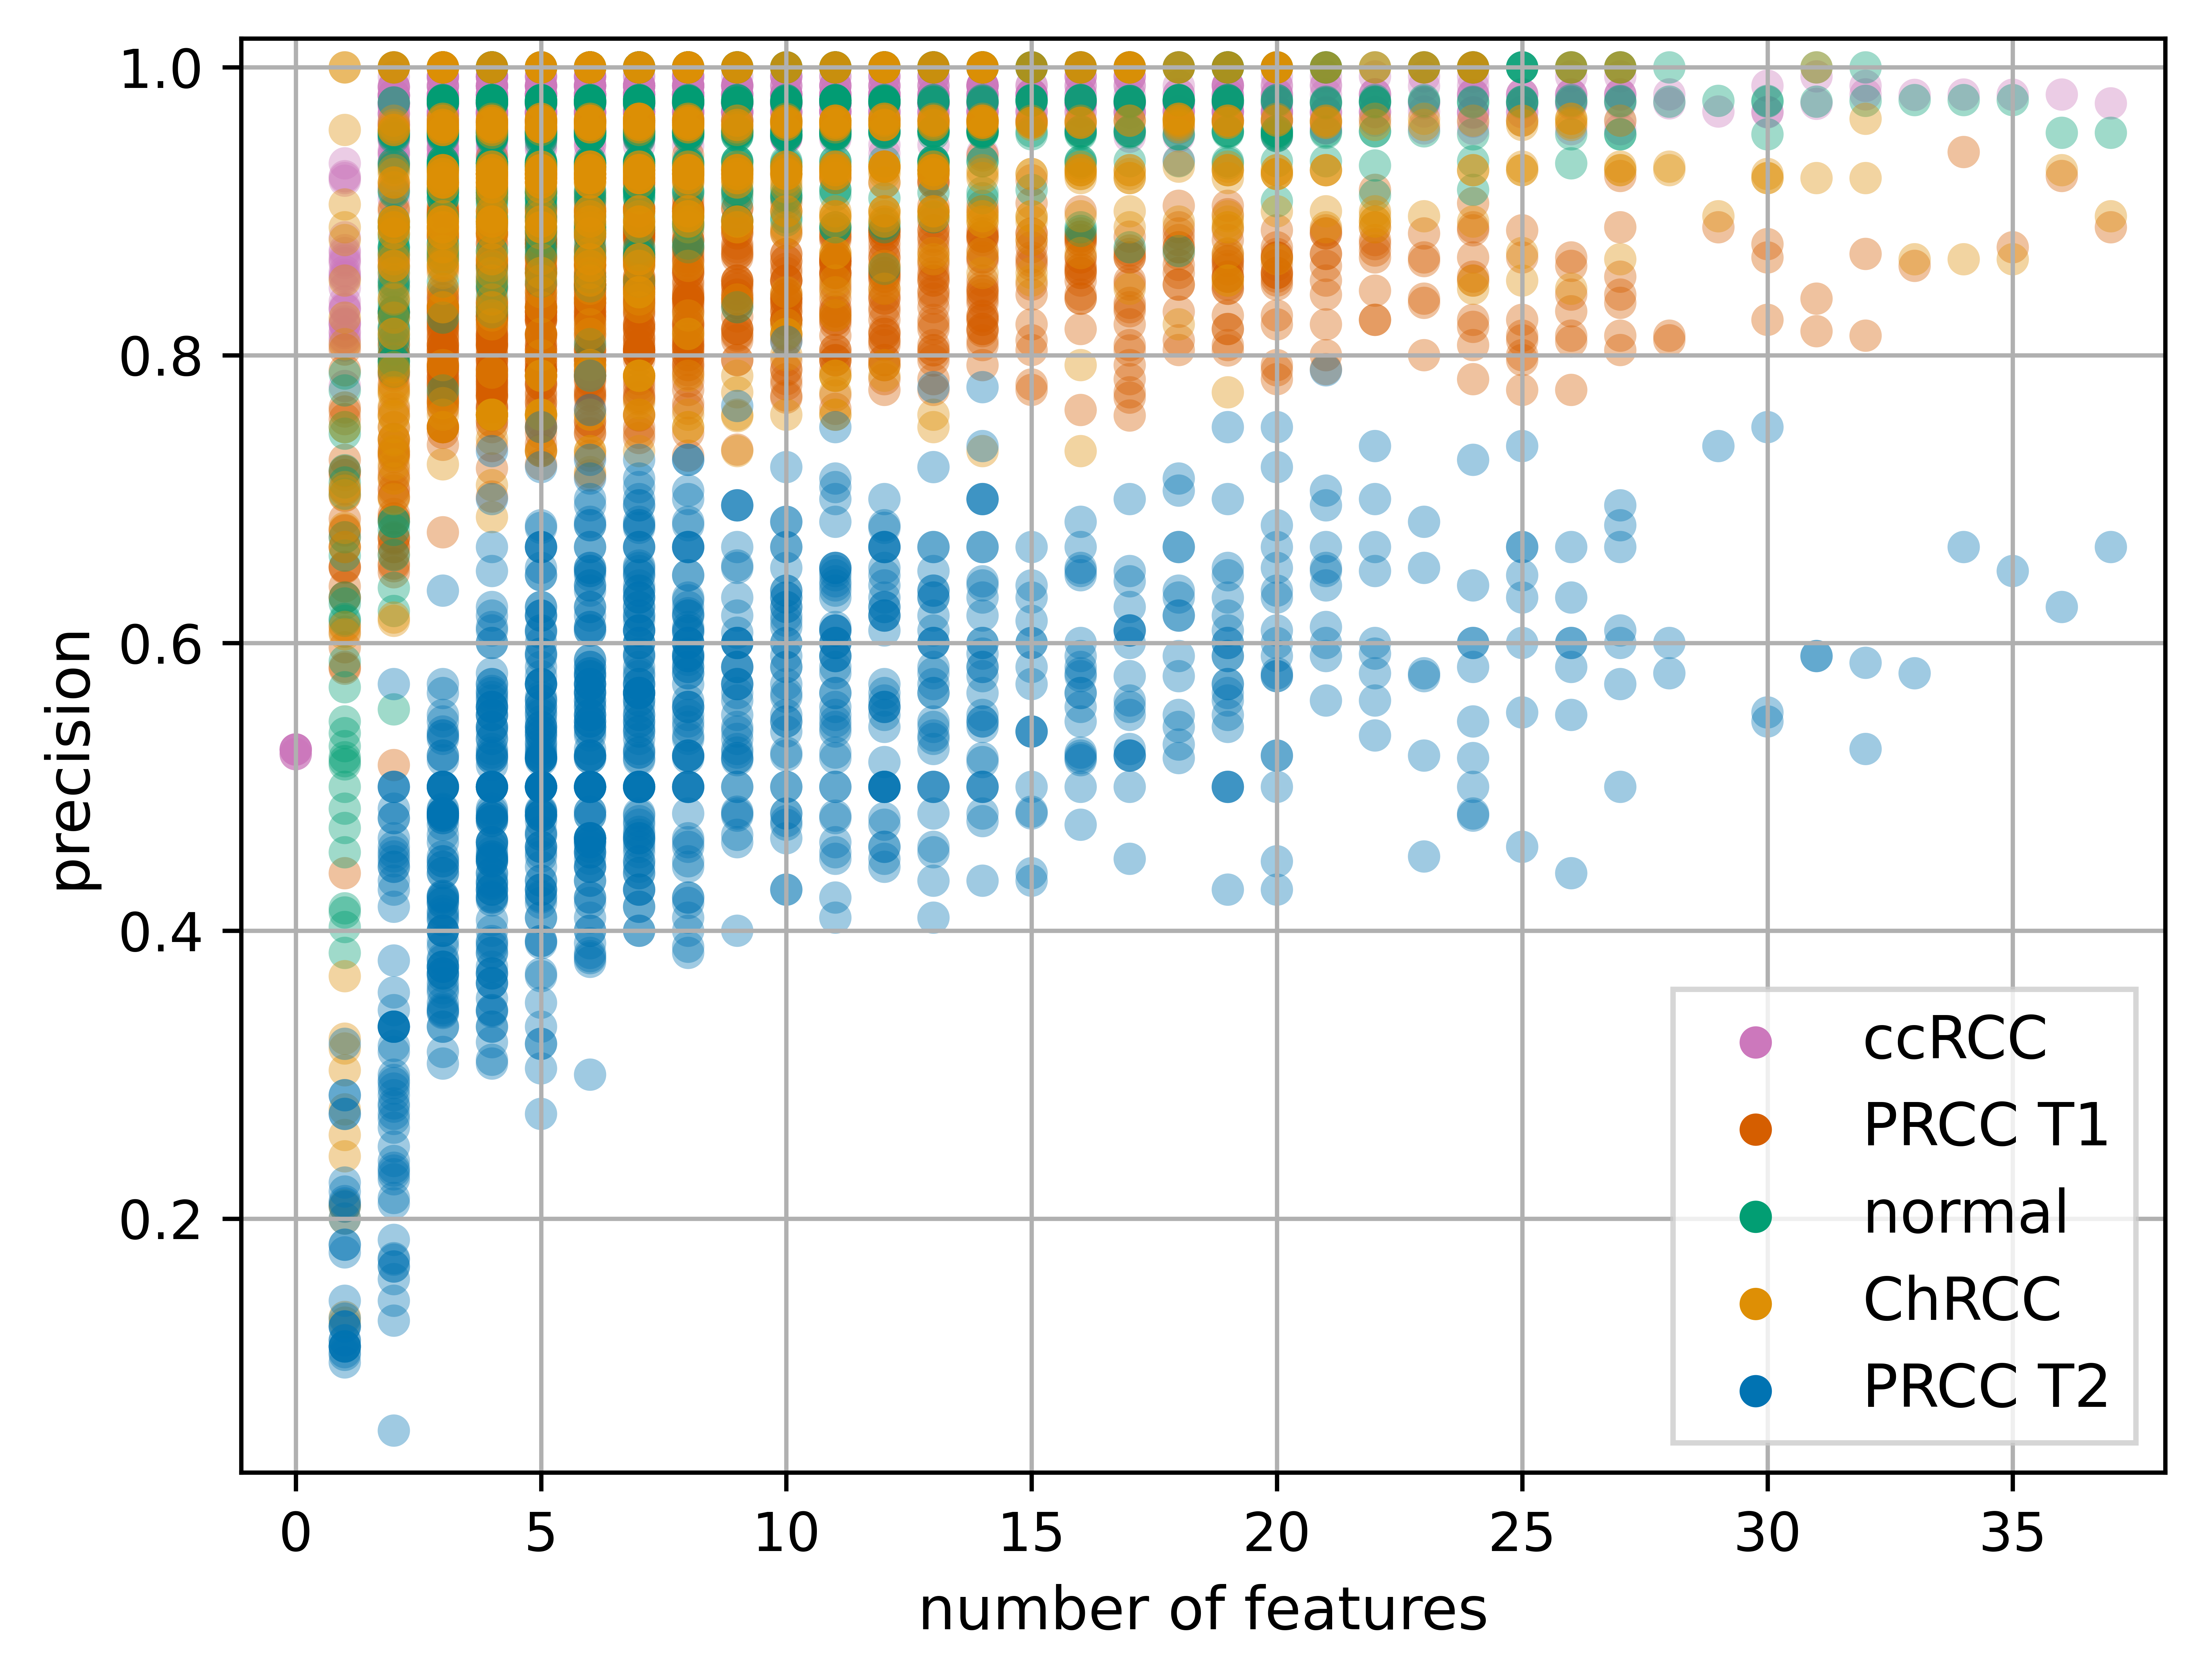 1.0
0.8
0.6
0.4
0.2
precision
0
5
10
15
20
25
30
35
number of features
ccRCC
PRCC T1
normal
ChRCC
PRCC T2